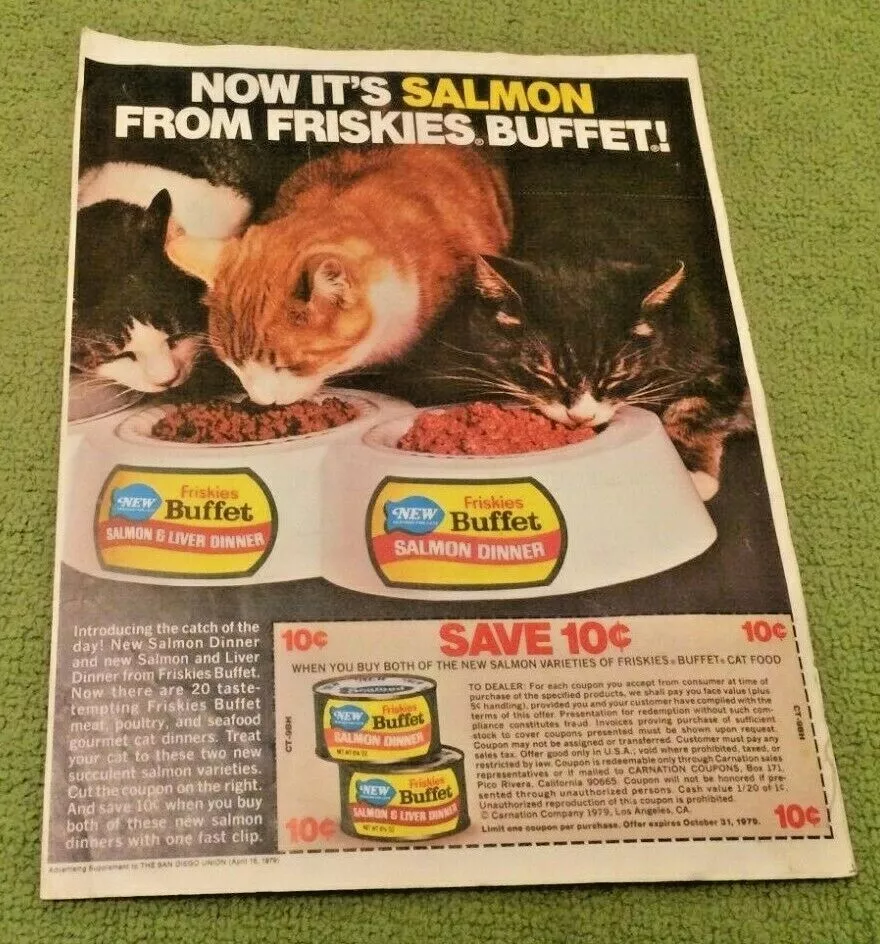 NOW IT'S SALMON
FROM FRISKIES® BUFFET®!
NEW
Friskies
Buffet
SALMON & LIVER DINNER
NEW
Friskies
Buffet
SALMON DINNER
Introducing the catch of the
day! New Salmon Dinner
and new Salmon and Liver
Dinner from Friskies Buffet.
Now there are 20 taste-
tempting Friskies Buffet
meat, poultry, and seafood
gourmet cat dinners. Treat
your cat to these two new
succulent salmon varieties.
Cut the coupon on the right.
And save 10¢ when you buy
both of these new salmon
dinners with one fast clip.
10¢ SAVE 10¢ 10¢
WHEN YOU BUY BOTH OF THE NEW SALMON VARIETIES OF FRISKIES® BUFFET® CAT FOOD
CT-9BH
NEW
Friskies
Buffet
SALMON DINNER
NEW
Friskies
Buffet
SALMON & LIVER DINNER
TO DEALER: For each coupon you accept from consumer at time of
purchase of the specified products, we shall pay you face value (plus
5¢ handling), provided you and your customer have complied with the
terms of this offer. Presentation for redemption without such com-
pliance constitutes fraud. Invoices proving purchase of sufficient
stock to cover coupons presented must be shown upon request.
Coupon may not be assigned or transferred. Customer must pay any
sales tax. Offer good only in U.S.A.; void where prohibited, taxed, or
restricted by law. Coupon is redeemable only through Carnation sales
representatives or if mailed to CARNATION COUPONS, Box 171,
Pico Rivera, California 90665. Coupon will not be honored if pre-
sented through unauthorized persons. Cash value 1/20 of 1¢.
Unauthorized reproduction of this coupon is prohibited.
© Carnation Company 1979, Los Angeles, CA.
Limit one coupon per purchase. Offer expires October 31, 1979.
CT-9BH
10¢ 10¢
Advertising Supplement to THE SAN DIEGO UNION (April 16, 1979)